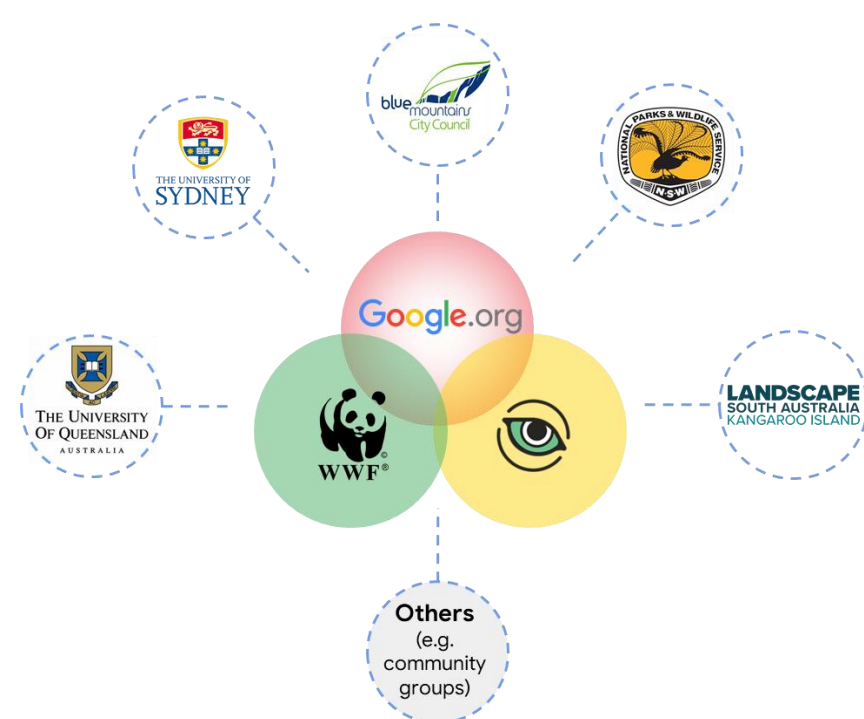 blue
mountains
City Council
THE UNIVERSITY OF
SYDNEY
NATIONAL PARKS & WILDLIFE SERVICE
N·S·W
Google.org
THE UNIVERSITY
OF QUEENSLAND
AUSTRALIA
WWF®
©
LANDSCAPE
SOUTH AUSTRALIA
KANGAROO ISLAND
Others
(e.g.
community
groups)